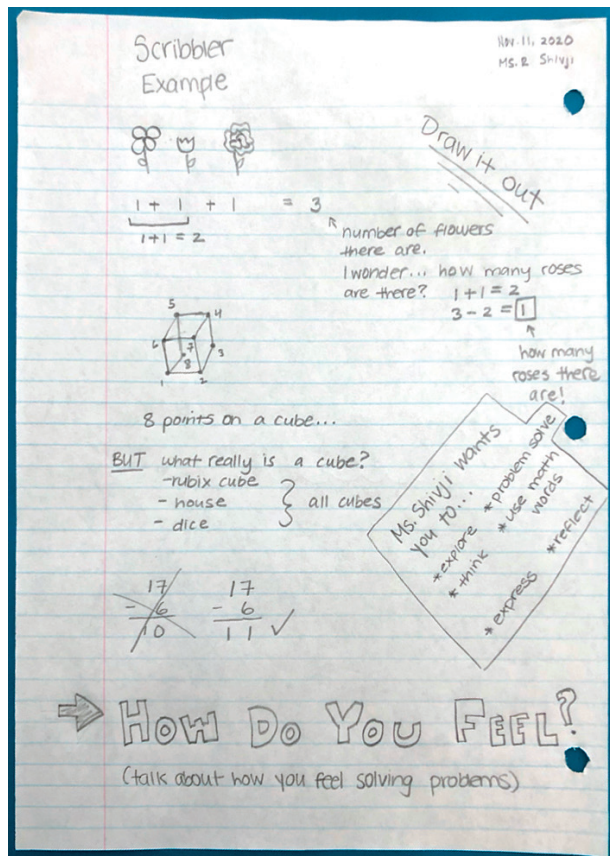 Scribbler
Example
Nov. 11, 2020
Ms. R Shivji
Draw it out
1 + 1 + 1 = 3
1+1 = 2
number of flowers
there are.
I wonder... how many roses
are there? 1+1=2
3-2 = 1
how many
roses there
are!
5
4
6
7
3
8
1
2
8 points on a cube...
BUT what really is a cube?
-rubix cube
- house
- dice
all cubes
Ms. Shivji wants
you to...
*explore
*think
*express
*problem solve
*use math
words
*reflect
17
- 6
10
17
- 6
11 ✓
HOW DO YOU FEEL?
(talk about how you feel solving problems)